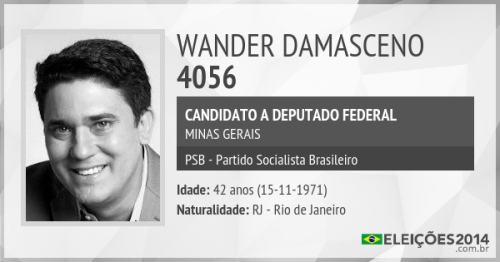 WANDER DAMASCENO
4056
CANDIDATO A DEPUTADO FEDERAL
MINAS GERAIS
PSB - Partido Socialista Brasileiro
Idade: 42 anos (15-11-1971)
Naturalidade: RJ - Rio de Janeiro
ELEIÇÕES2014
.com.br